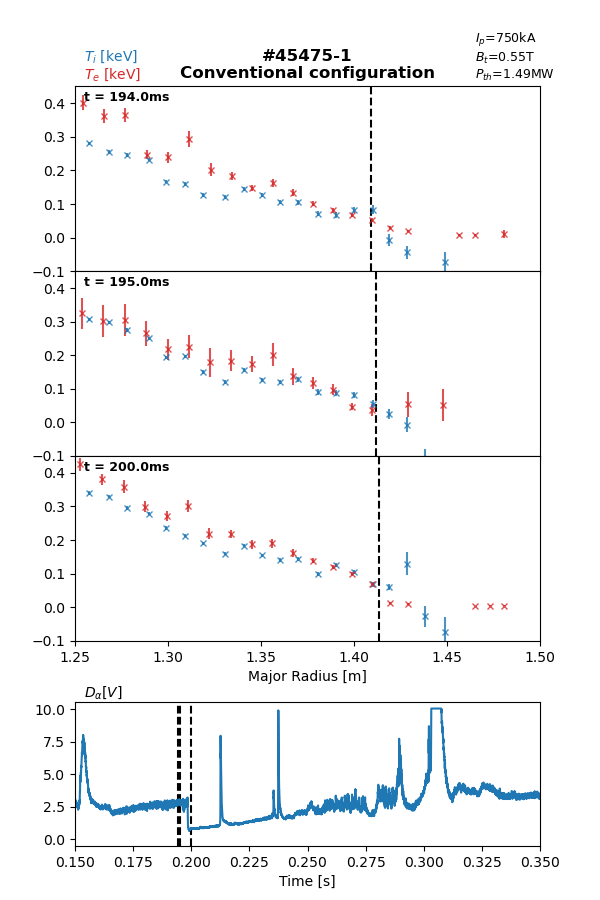 #45475-1
Conventional configuration
T_i [keV]
T_e [keV]
I_p=750kA
B_t=0.55T
P_th=1.49MW
t = 194.0ms
0.4
0.3
0.2
0.1
0.0
−0.1
t = 195.0ms
0.4
0.3
0.2
0.1
0.0
−0.1
t = 200.0ms
0.4
0.3
0.2
0.1
0.0
−0.1
1.25 1.30 1.35 1.40 1.45 1.50
Major Radius [m]
D_α[V]
10.0
7.5
5.0
2.5
0.0
0.150 0.175 0.200 0.225 0.250 0.275 0.300 0.325 0.350
Time [s]